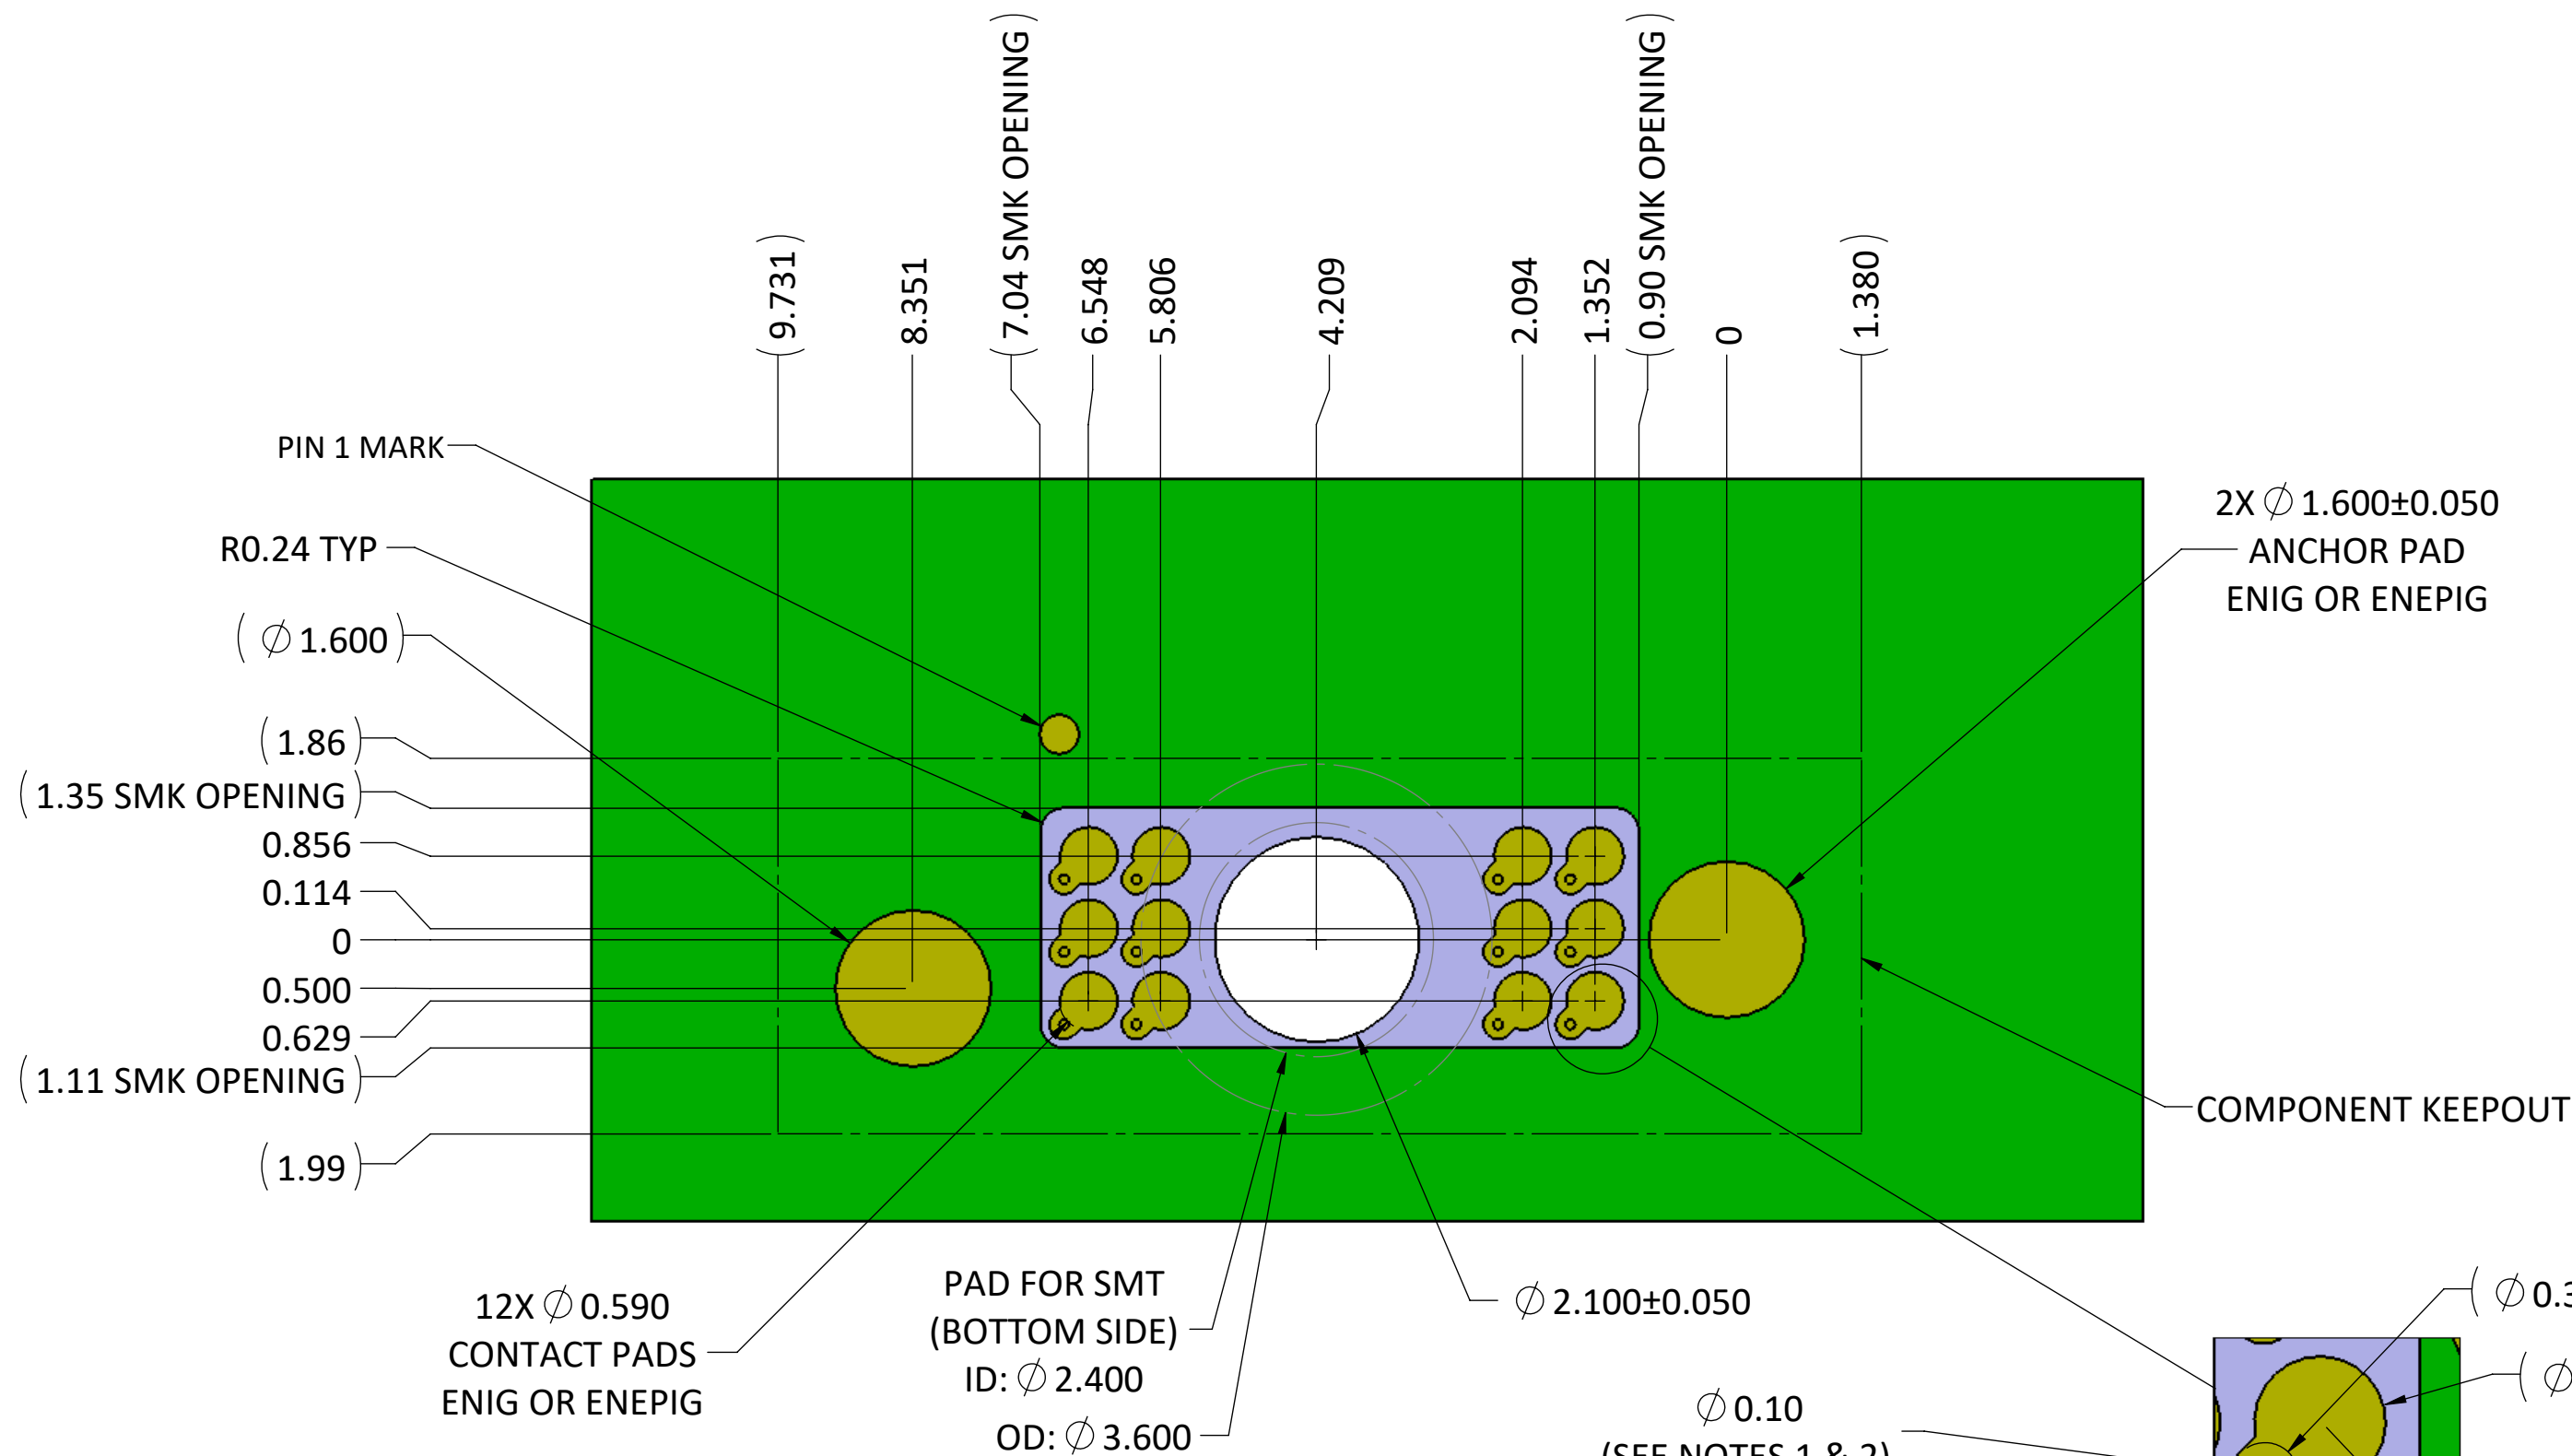 (7.04 SMK OPENING)
(0.90 SMK OPENING)
(9.731)
8.351
6.548
5.806
4.209
2.094
1.352
0
(1.380)
PIN 1 MARK
R0.24 TYP
(∅ 1.600)
(1.86)
(1.35 SMK OPENING)
0.856
0.114
0
0.500
0.629
(1.11 SMK OPENING)
(1.99)
2X ∅ 1.600±0.050
ANCHOR PAD
ENIG OR ENEPIG
COMPONENT KEEPOUT
12X ∅ 0.590
CONTACT PADS
ENIG OR ENEPIG
PAD FOR SMT
(BOTTOM SIDE)
ID: ∅ 2.400
OD: ∅ 3.600
∅ 2.100±0.050
∅ 0.10
(SEE NOTES 1 & 2)
(∅
(∅